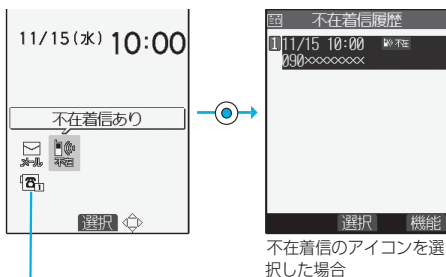 11/15(水) 10:00
不在着信あり
メール 不在
1
選択
不在着信履歴
1 11/15 10:00 不在
090××××××××
選択 機能
不在着信のアイコンを選
択した場合